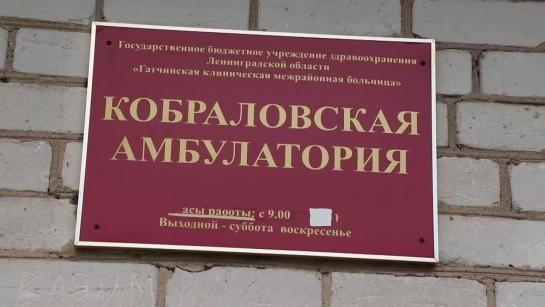 Государственное бюджетное учреждение здравоохранения
Ленинградской области
«Гатчинская клиническая межрайонная больница»
КОБРАЛОВСКАЯ
АМБУЛАТОРИЯ
асы работы: с 9.00 )
Выходной - суббота воскресенье